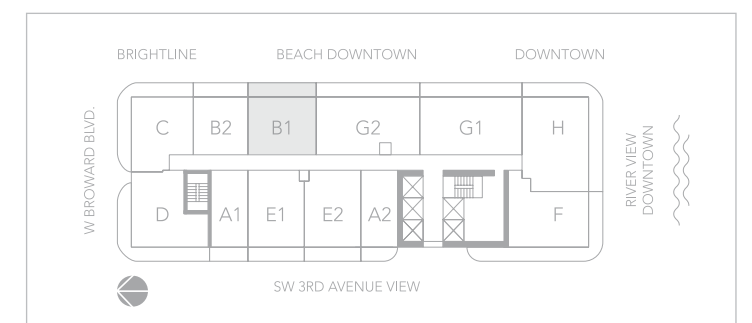 BRIGHTLINE
BEACH DOWNTOWN
DOWNTOWN
W BROWARD BLVD.
C
B2
B1
G2
G1
H
RIVER VIEW
DOWNTOWN
D
A1
E1
E2
A2
F
SW 3RD AVENUE VIEW